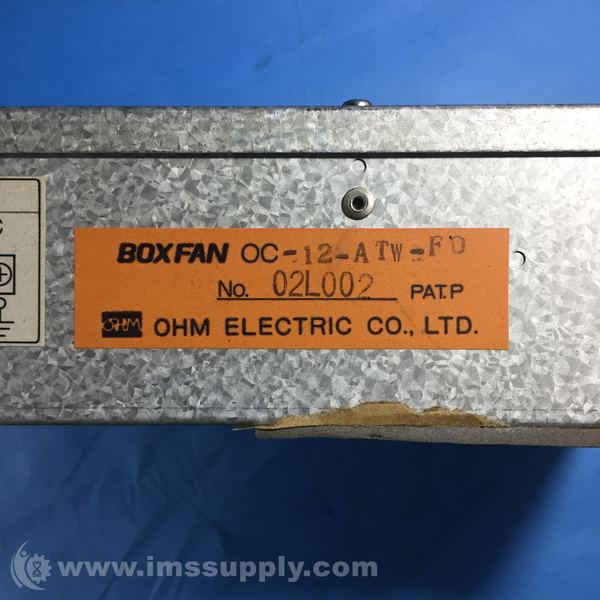 C
BOXFAN OC-12-ATW-FD
No. 02L002 PAT.P
OHM OHM ELECTRIC CO., LTD.
www.imssupply.com